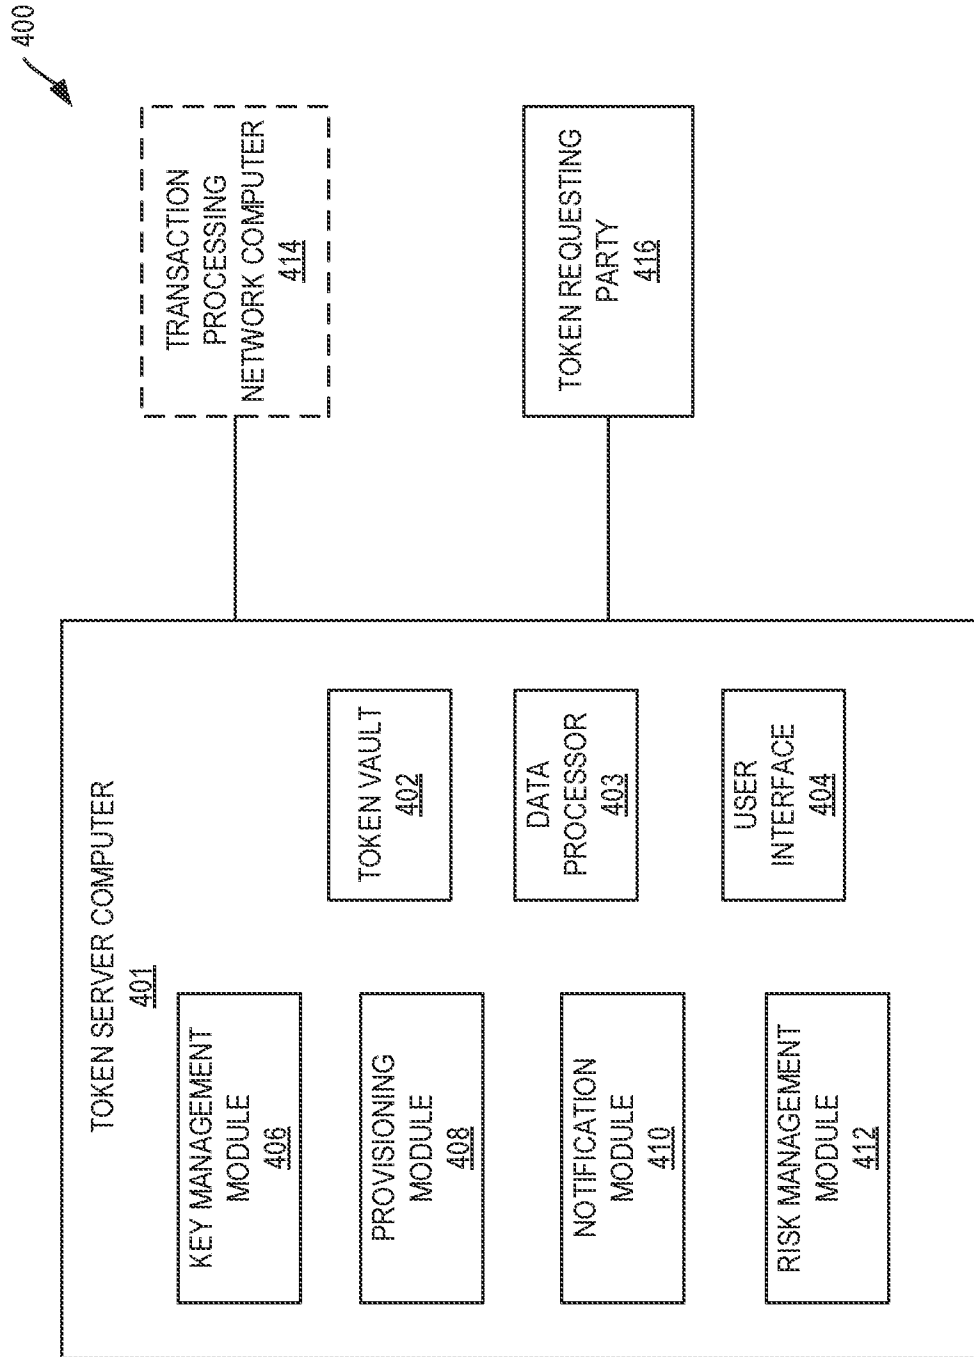 400
TOKEN SERVER COMPUTER
401
KEY MANAGEMENT
MODULE
406
PROVISIONING
MODULE
408
NOTIFICATION
MODULE
410
RISK MANAGEMENT
MODULE
412
TOKEN VAULT
402
DATA
PROCESSOR
403
USER
INTERFACE
404
TRANSACTION
PROCESSING
NETWORK COMPUTER
414
TOKEN REQUESTING
PARTY
416